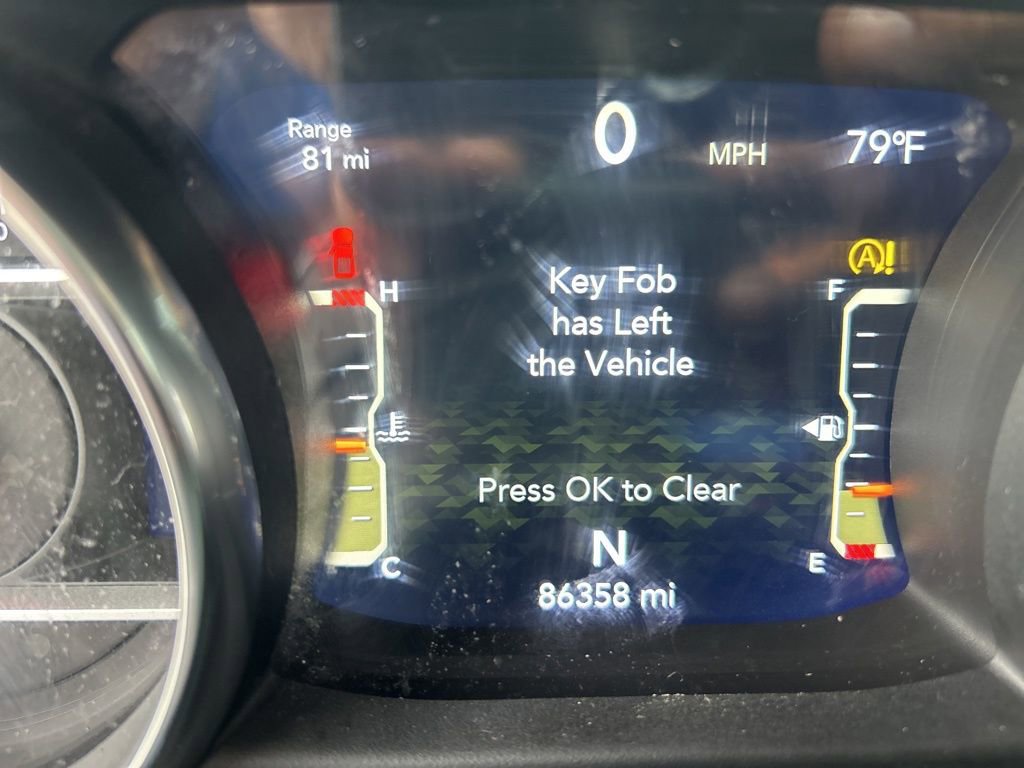 Range
81 mi
0
MPH
79°F
A!
H
F
Key Fob
has Left
the Vehicle
Press OK to Clear
N
C
E
86358 mi